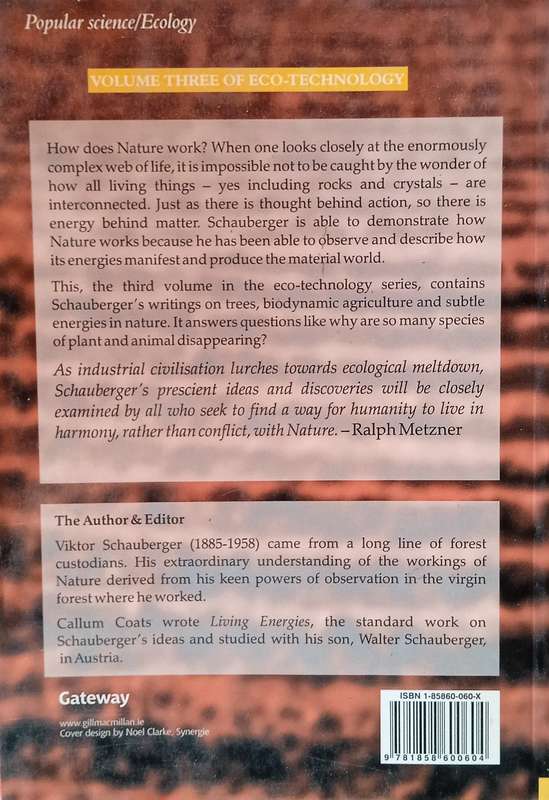 Popular science/Ecology
VOLUME THREE OF ECO-TECHNOLOGY
How does Nature work? When one looks closely at the enormously
complex web of life, it is impossible not to be caught by the wonder of
how all living things – yes including rocks and crystals – are
interconnected. Just as there is thought behind action, so there is
energy behind matter. Schauberger is able to demonstrate how
Nature works because he has been able to observe and describe how
its energies manifest and produce the material world.
This, the third volume in the eco-technology series, contains
Schauberger's writings on trees, biodynamic agriculture and subtle
energies in nature. It answers questions like why are so many species
of plant and animal disappearing?
As industrial civilisation lurches towards ecological meltdown,
Schauberger's prescient ideas and discoveries will be closely
examined by all who seek to find a way for humanity to live in
harmony, rather than conflict, with Nature. – Ralph Metzner
The Author & Editor
Viktor Schauberger (1885-1958) came from a long line of forest
custodians. His extraordinary understanding of the workings of
Nature derived from his keen powers of observation in the virgin
forest where he worked.
Callum Coats wrote Living Energies, the standard work on
Schauberger's ideas and studied with his son, Walter Schauberger,
in Austria.
Gateway
www.gillmacmillan.ie
Cover design by Noel Clarke, Synergie
ISBN 1-85860-060-X
9 781858 600604